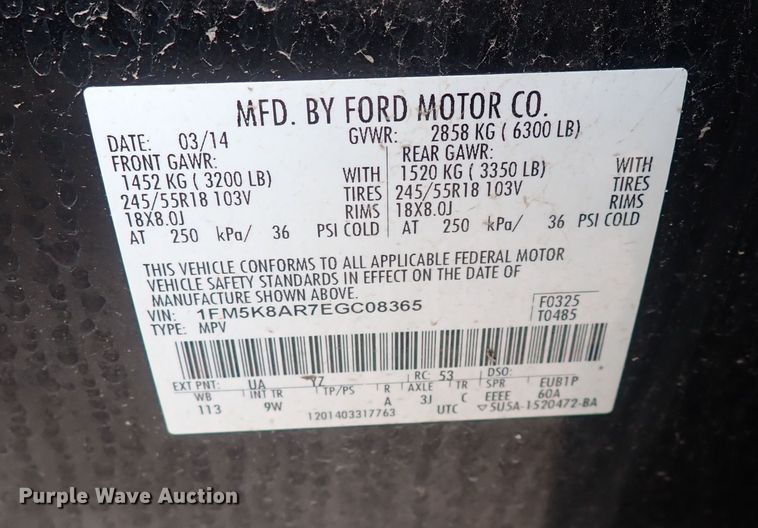 MFD. BY FORD MOTOR CO.
DATE: 03/14 GVWR: 2858 KG ( 6300 LB)
FRONT GAWR: REAR GAWR:
1452 KG ( 3200 LB) WITH 1520 KG ( 3350 LB) WITH
245/55R18 103V TIRES 245/55R18 103V TIRES
18X8.0J RIMS 18X8.0J RIMS
AT 250 kPa/ 36 PSI COLD AT 250 kPa/ 36 PSI COLD
THIS VEHICLE CONFORMS TO ALL APPLICABLE FEDERAL MOTOR
VEHICLE SAFETY STANDARDS IN EFFECT ON THE DATE OF
MANUFACTURE SHOWN ABOVE.
VIN: 1FM5K8AR7EGC08365 F0325
TYPE: MPV T0485
EXT PNT: UA YZ RC: 53 DSO:
WB INT TR TP/PS R AXLE TR SPR EUB1P
113 9W A 3J C EEEE 60A
1201403317763 UTC ▽5U5A-1520472-BA
Purple Wave Auction